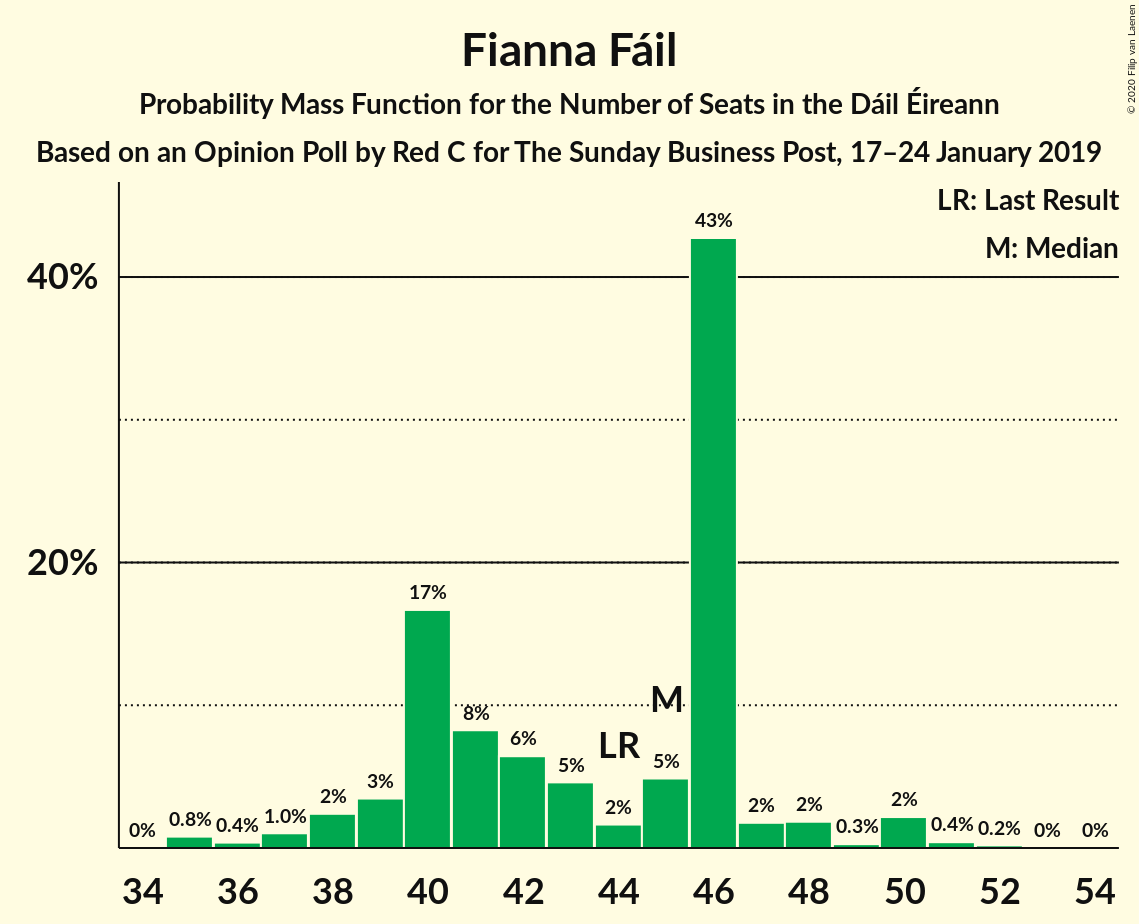 Fianna Fáil
Probability Mass Function for the Number of Seats in the Dáil Éireann
Based on an Opinion Poll by Red C for The Sunday Business Post, 17–24 January 2019
© 2020 Filip van Laenen
LR: Last Result
M: Median
40%
20%
0%
0.8%
0.4%
1.0%
2%
3%
17%
8%
6%
5%
2%
5%
43%
2%
2%
0.3%
2%
0.4%
0.2%
0%
0%
LR
M
34 36 38 40 42 44 46 48 50 52 54